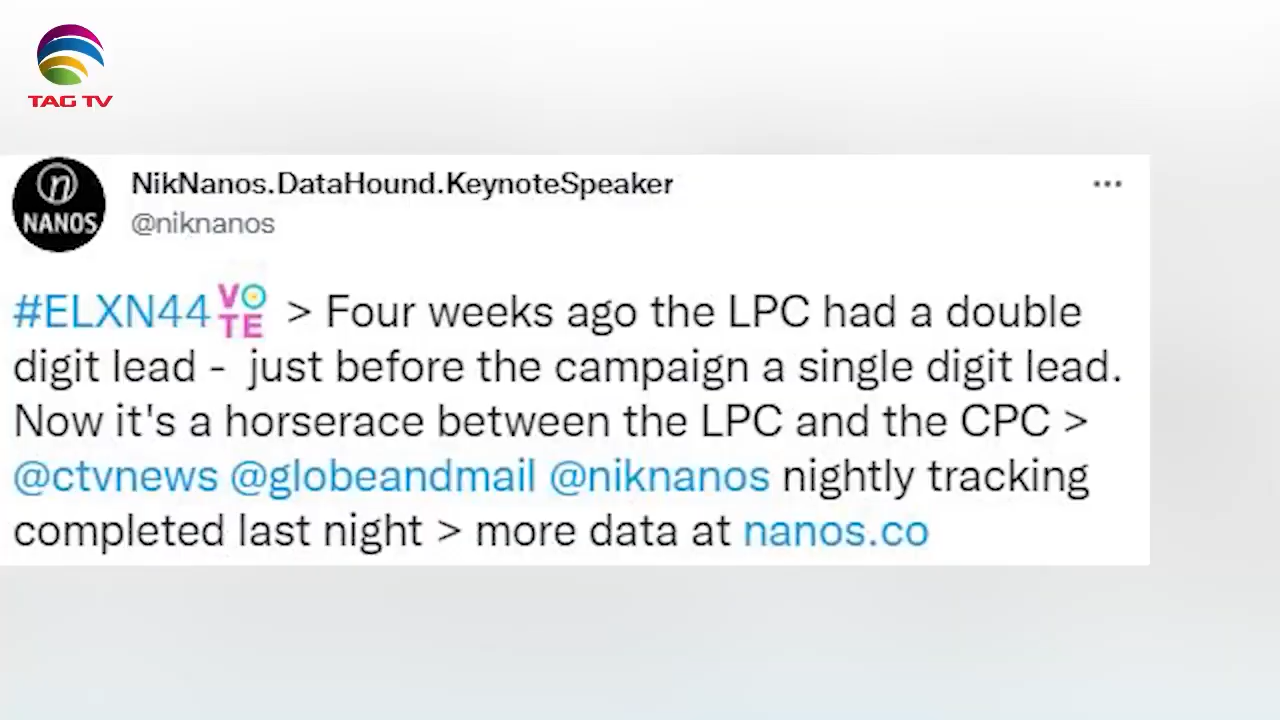 TAG TV
NikNanos.DataHound.KeynoteSpeaker
@niknanos
n
NANOS
#ELXN44 VOTE > Four weeks ago the LPC had a double
digit lead - just before the campaign a single digit lead.
Now it's a horserace between the LPC and the CPC >
@ctvnews @globeandmail @niknanos nightly tracking
completed last night > more data at nanos.co